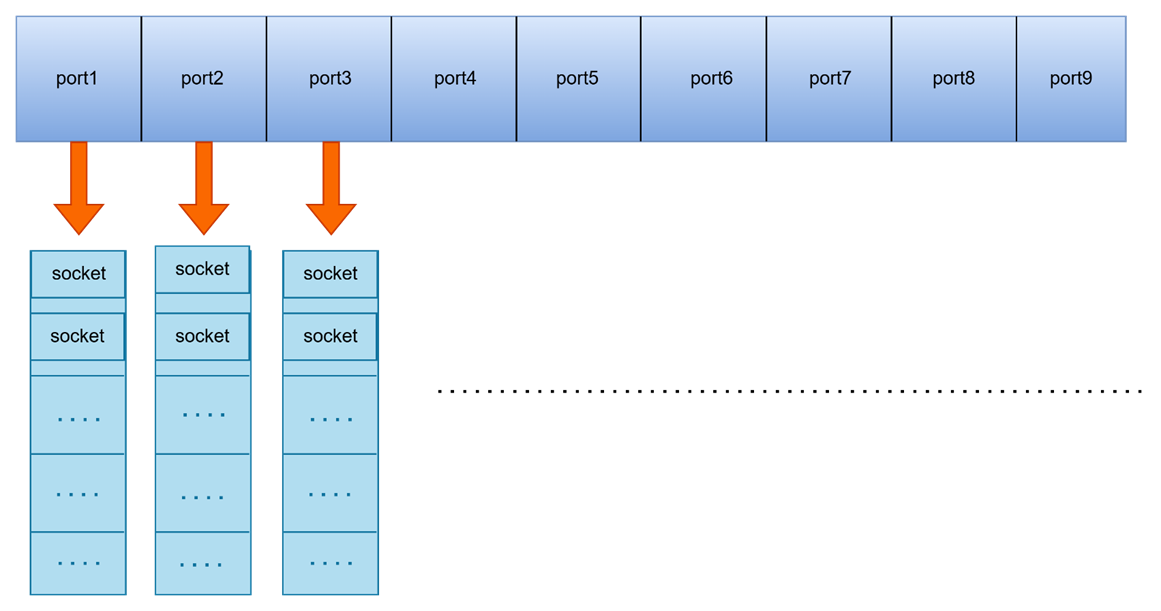 port1 port2 port3 port4 port5 port6 port7 port8 port9
socket socket socket
socket socket socket
.... .... ....
.... .... ....
.... .... ....